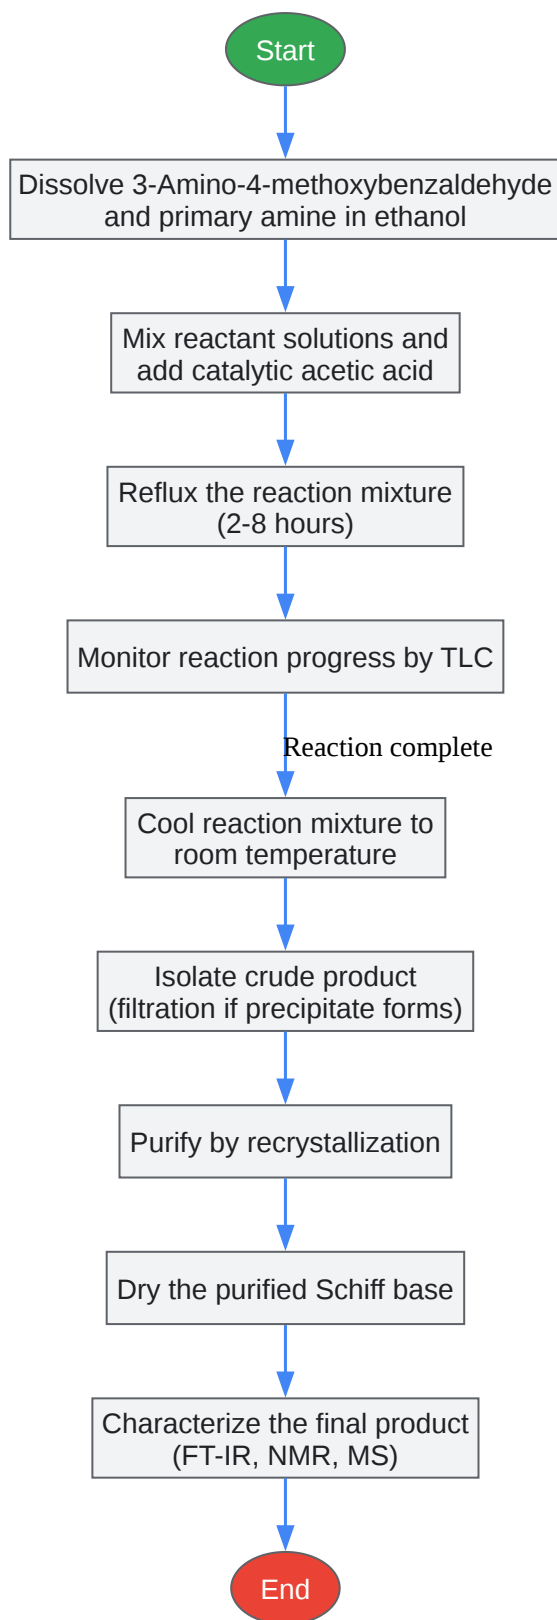 Start
Dissolve 3-Amino-4-methoxybenzaldehyde
and primary amine in ethanol
Mix reactant solutions and
add catalytic acetic acid
Reflux the reaction mixture
(2-8 hours)
Monitor reaction progress by TLC
Reaction complete
Cool reaction mixture to
room temperature
Isolate crude product
(filtration if precipitate forms)
Purify by recrystallization
Dry the purified Schiff base
Characterize the final product
(FT-IR, NMR, MS)
End